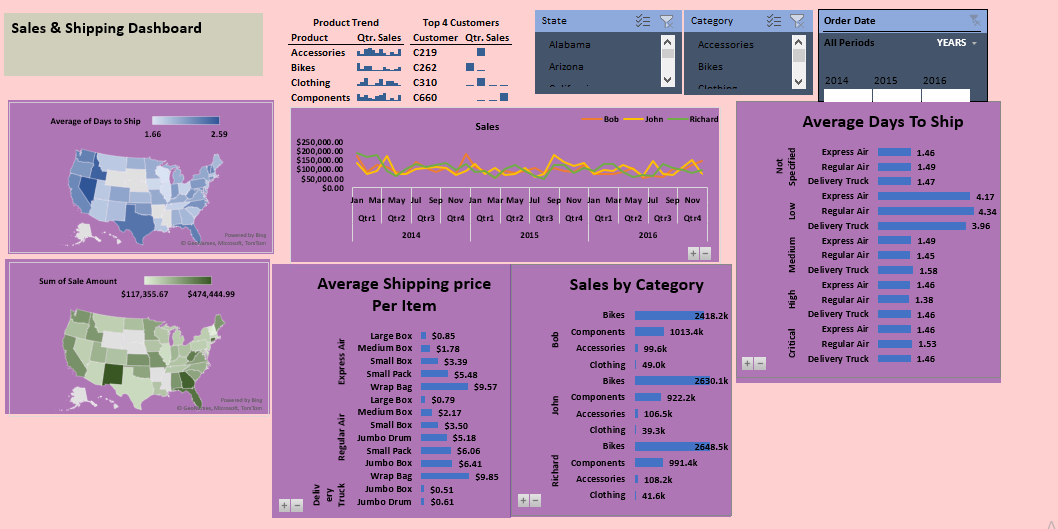 Sales & Shipping Dashboard
Product Trend
Product Qtr. Sales
Accessories
Bikes
Clothing
Components
Top 4 Customers
Customer Qtr. Sales
C219
C262
C310
C660
State
Alabama
Arizona
Category
Accessories
Bikes
Clothing
Order Date
All Periods YEARS
2014 2015 2016
Average of Days to Ship
1.66 2.59
Powered by Bing
© GeoNames, Microsoft, TomTom
Sum of Sale Amount
$117,355.67 $474,444.99
Powered by Bing
© GeoNames, Microsoft, TomTom
Sales
Bob John Richard
$250,000.00
$200,000.00
$150,000.00
$100,000.00
$50,000.00
$0.00
Jan Mar May Jul Sep Nov Jan Mar May Jul Sep Nov Jan Mar May Jul Sep Nov
Qtr1 Qtr2 Qtr3 Qtr4 Qtr1 Qtr2 Qtr3 Qtr4 Qtr1 Qtr2 Qtr3 Qtr4
2014 2015 2016
Average Shipping price
Per Item
Express Air
Large Box $0.85
Medium Box $1.78
Small Box $3.39
Small Pack $5.48
Wrap Bag $9.57
Regular Air
Large Box $0.79
Medium Box $2.17
Small Box $3.50
Jumbo Drum $5.18
Small Pack $6.06
Jumbo Box $6.41
Wrap Bag $9.85
Deliv
ery
Truck
Jumbo Box $0.51
Jumbo Drum $0.61
Sales by Category
Bob
Bikes 2418.2k
Components 1013.4k
Accessories 99.6k
Clothing 49.0k
John
Bikes 2630.1k
Components 922.2k
Accessories 106.5k
Clothing 39.3k
Richard
Bikes 2648.5k
Components 991.4k
Accessories 108.2k
Clothing 41.6k
Average Days To Ship
Not
Specified
Express Air 1.46
Regular Air 1.49
Delivery Truck 1.47
Low
Express Air 4.17
Regular Air 4.34
Delivery Truck 3.96
Medium
Express Air 1.49
Regular Air 1.45
Delivery Truck 1.58
High
Express Air 1.46
Regular Air 1.38
Delivery Truck 1.46
Critical
Express Air 1.46
Regular Air 1.53
Delivery Truck 1.46